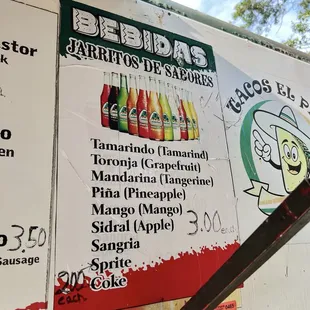 BEBIDAS
JARRITOS DE SABORES
Tamarindo (Tamarind)
Toronja (Grapefruit)
Mandarina (Tangerine)
Piña (Pineapple)
Mango (Mango)
Sidral (Apple)
3.00
Sangria
Sprite
Coke
200
each
stor
k
o
en
o 3.50
Sausage
TACOS EL P